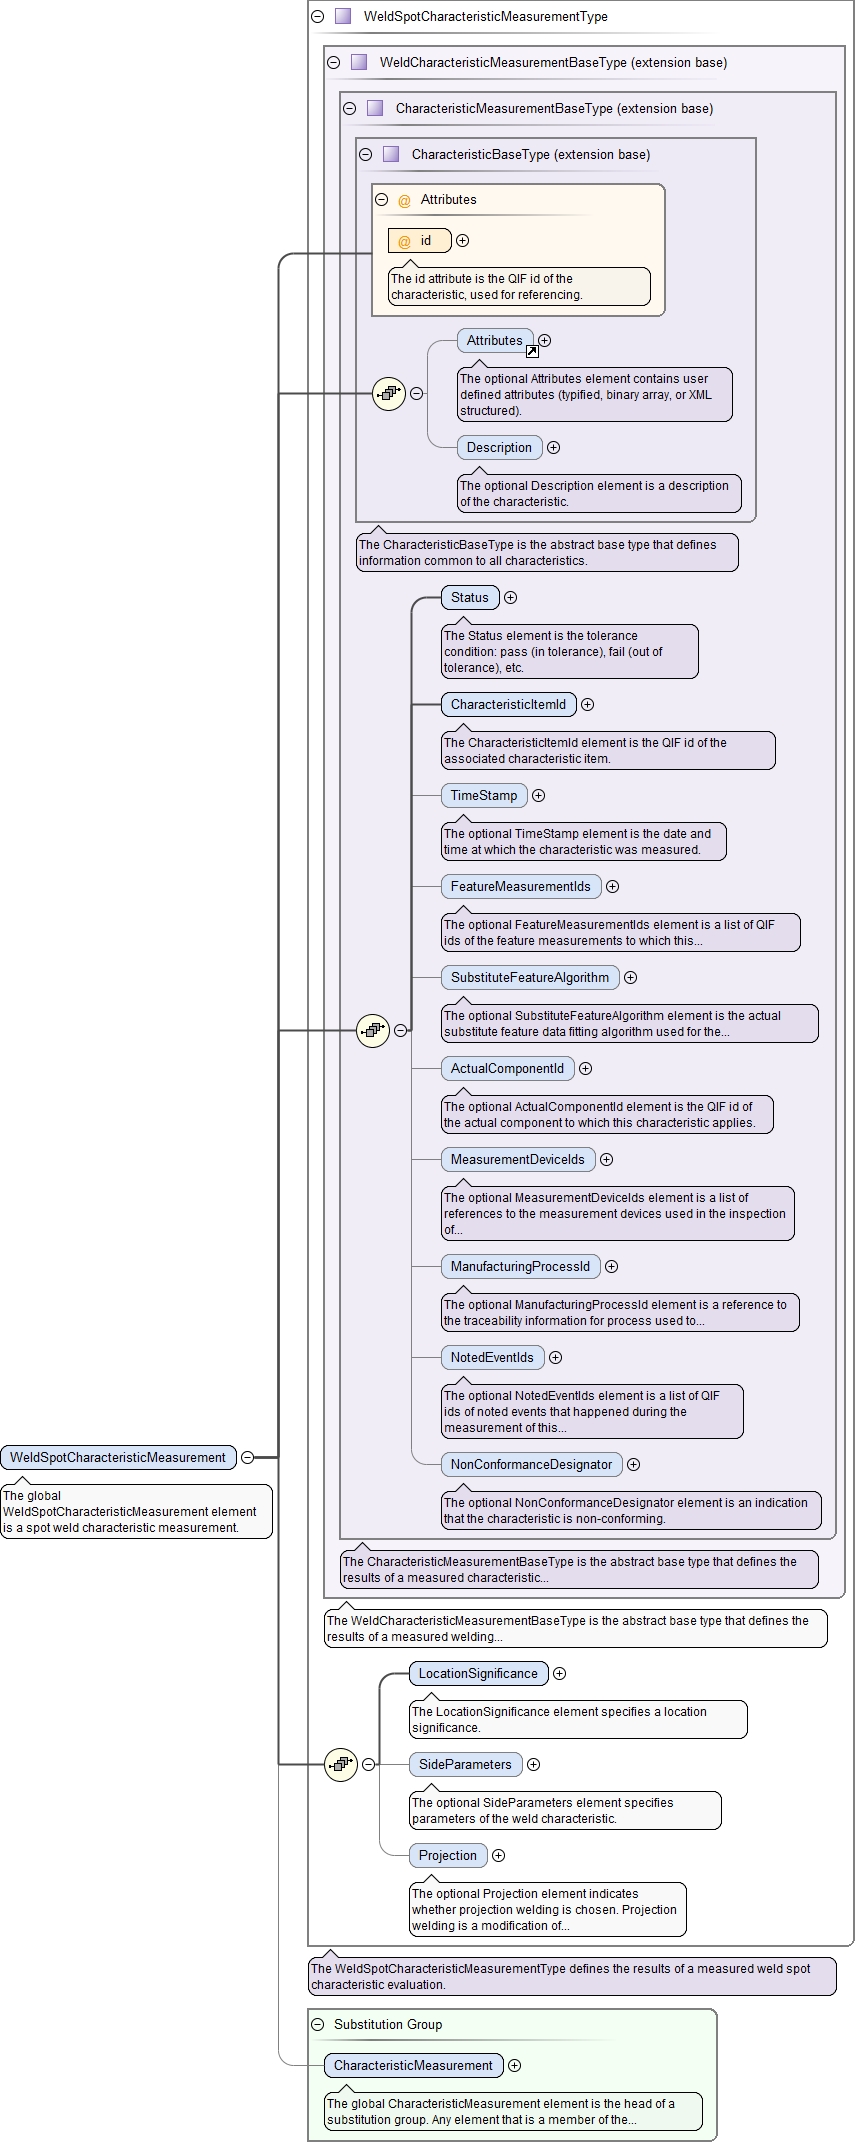 WeldSpotCharacteristicMeasurementType
WeldCharacteristicMeasurementBaseType (extension base)
CharacteristicMeasurementBaseType (extension base)
CharacteristicBaseType (extension base)
@ Attributes
@ id
The id attribute is the QIF id of the
characteristic, used for referencing.
Attributes
The optional Attributes element contains user
defined attributes (typified, binary array, or XML
structured).
Description
The optional Description element is a description
of the characteristic.
The CharacteristicBaseType is the abstract base type that defines
information common to all characteristics.
Status
The Status element is the tolerance
condition: pass (in tolerance), fail (out of
tolerance), etc.
CharacteristicItemId
The CharacteristicItemId element is the QIF id of the
associated characteristic item.
TimeStamp
The optional TimeStamp element is the date and
time at which the characteristic was measured.
FeatureMeasurementIds
The optional FeatureMeasurementIds element is a list of QIF
ids of the feature measurements to which this...
SubstituteFeatureAlgorithm
The optional SubstituteFeatureAlgorithm element is the actual
substitute feature data fitting algorithm used for the...
ActualComponentId
The optional ActualComponentId element is the QIF id of
the actual component to which this characteristic applies.
MeasurementDeviceIds
The optional MeasurementDeviceIds element is a list of
references to the measurement devices used in the inspection
of...
ManufacturingProcessId
The optional ManufacturingProcessId element is a reference to
the traceability information for process used to...
NotedEventIds
The optional NotedEventIds element is a list of QIF
ids of noted events that happened during the
measurement of this...
NonConformanceDesignator
The optional NonConformanceDesignator element is an indication
that the characteristic is non-conforming.
WeldSpotCharacteristicMeasurement
The global
WeldSpotCharacteristicMeasurement element
is a spot weld characteristic measurement.
The CharacteristicMeasurementBaseType is the abstract base type that defines the
results of a measured characteristic...
The WeldCharacteristicMeasurementBaseType is the abstract base type that defines the
results of a measured welding...
LocationSignificance
The LocationSignificance element specifies a location
significance.
SideParameters
The optional SideParameters element specifies
parameters of the weld characteristic.
Projection
The optional Projection element indicates
whether projection welding is chosen. Projection
welding is a modification of...
The WeldSpotCharacteristicMeasurementType defines the results of a measured weld spot
characteristic evaluation.
Substitution Group
CharacteristicMeasurement
The global CharacteristicMeasurement element is the head of a
substitution group. Any element that is a member of the...